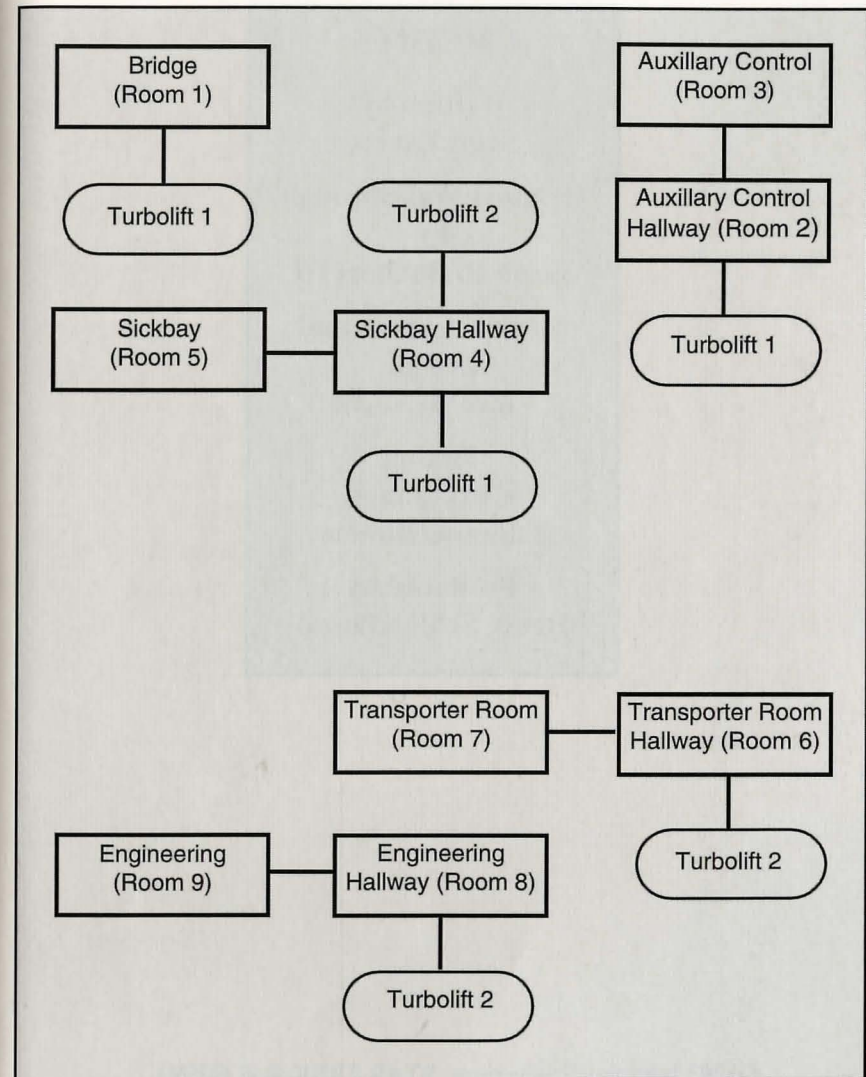 Bridge
(Room 1)
Auxillary Control
(Room 3)
Turbolift 1
Turbolift 2
Auxillary Control
Hallway (Room 2)
Sickbay
(Room 5)
Sickbay Hallway
(Room 4)
Turbolift 1
Turbolift 1
Transporter Room
(Room 7)
Transporter Room
Hallway (Room 6)
Engineering
(Room 9)
Engineering
Hallway (Room 8)
Turbolift 2
Turbolift 2